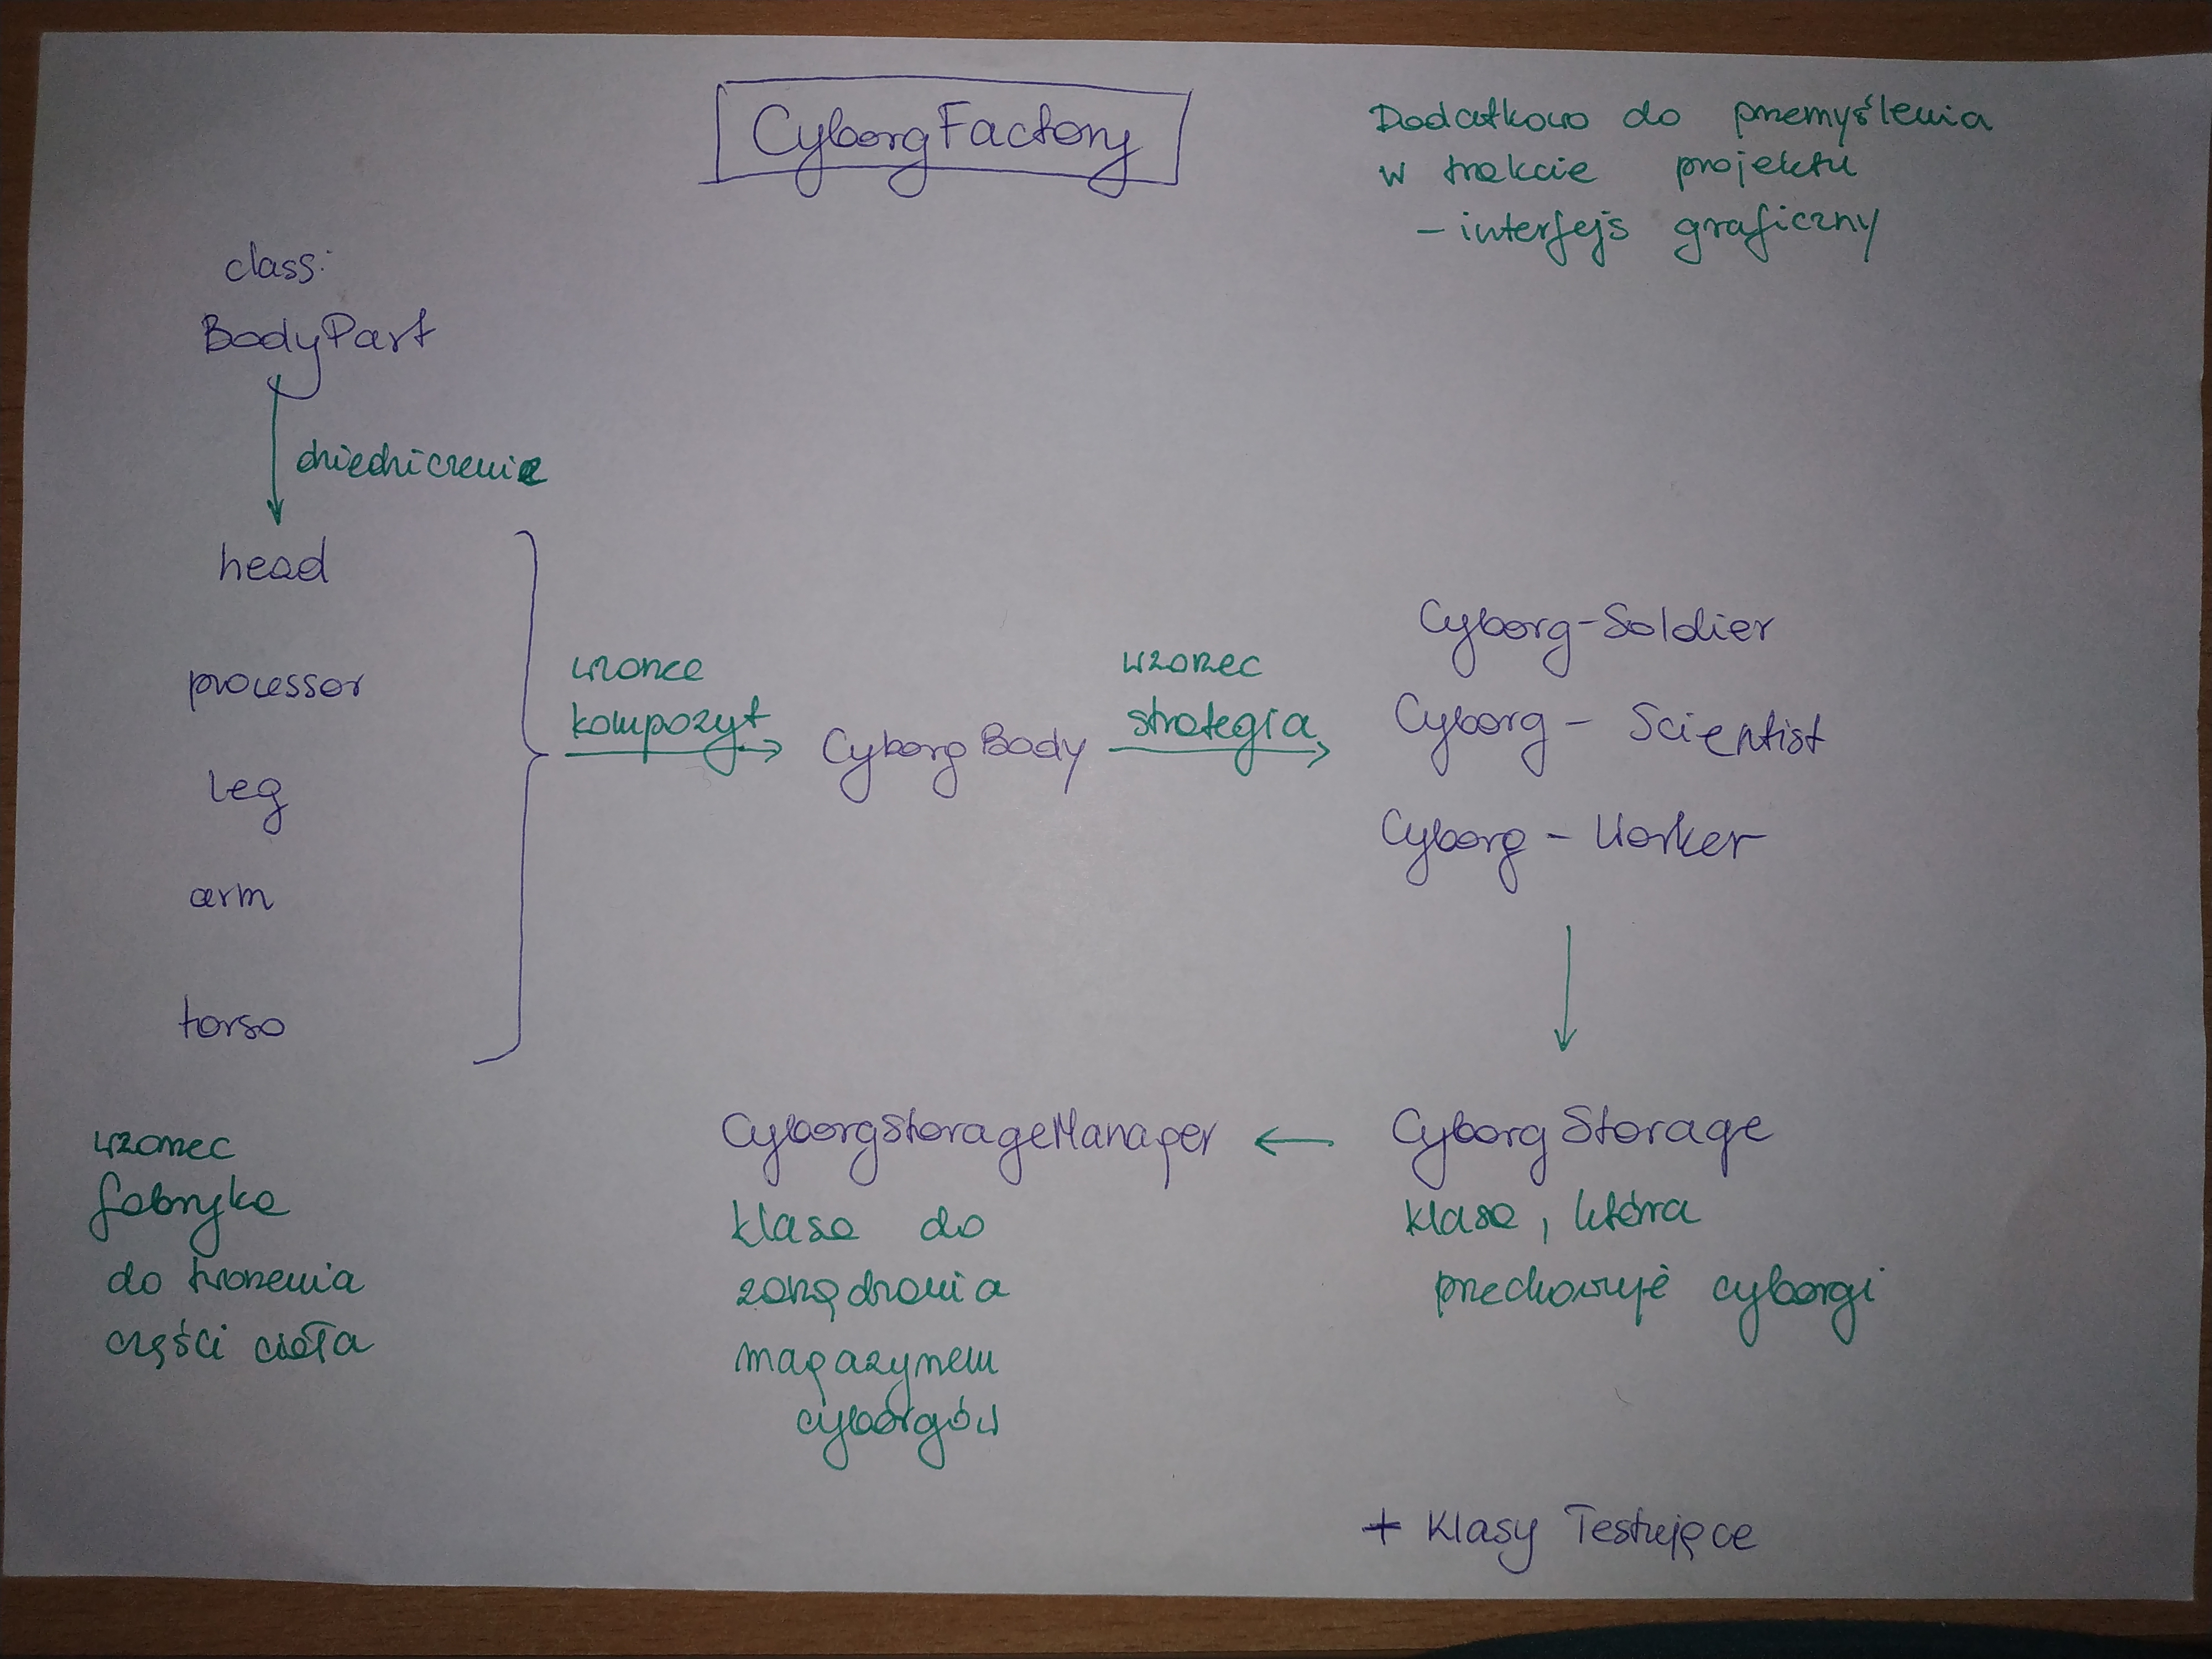 CyborgFactory
Dodatkowo do przemyślenia
w trakcie projektu
- interfejs graficzny
class:
BodyPart
dziedziczenie
head
processor
leg
arm
torso
wzorzec
kompozyt
CyborgBody
wzorzec
strategia
Cyborg-Soldier
Cyborg - Scientist
Cyborg - Worker
wzorzec
fabryka
do tworzenia
części ciała
CyborgStorageManager
klasa do
zarządzania
magazynem
cyborgów
CyborgStorage
klasa, która
przechowuje cyborgi
+ Klasy Testujące